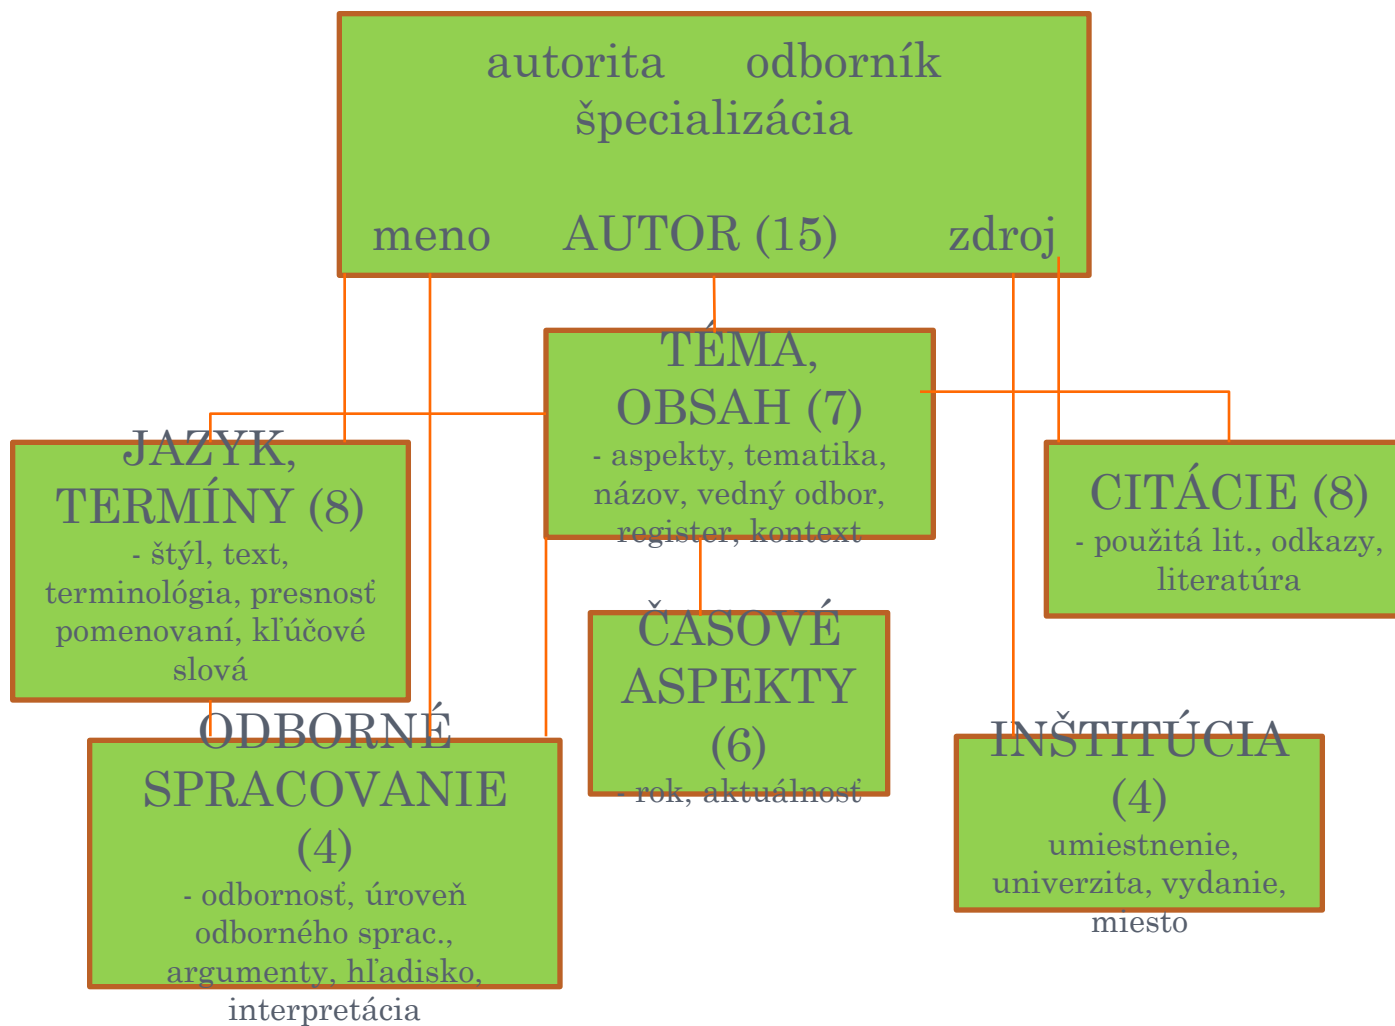 autorita odborník
špecializácia
meno AUTOR (15) zdroj
TÉMA,
OBSAH (7)
- aspekty, tematika,
názov, vedný odbor,
register, kontext
JAZYK,
TERMÍNY (8)
- štýl, text,
terminológia, presnosť
pomenovaní, kľúčové
slová
CITÁCIE (8)
- použitá lit., odkazy,
literatúra
ČASOVÉ
ASPEKTY
(6)
- rok, aktuálnosť
ODBORNÉ
SPRACOVANIE
(4)
- odbornosť, úroveň
odborného sprac.,
argumenty, hľadisko,
interpretácia
INŠTITÚCIA
(4)
umiestnenie,
univerzita, vydanie,
miesto